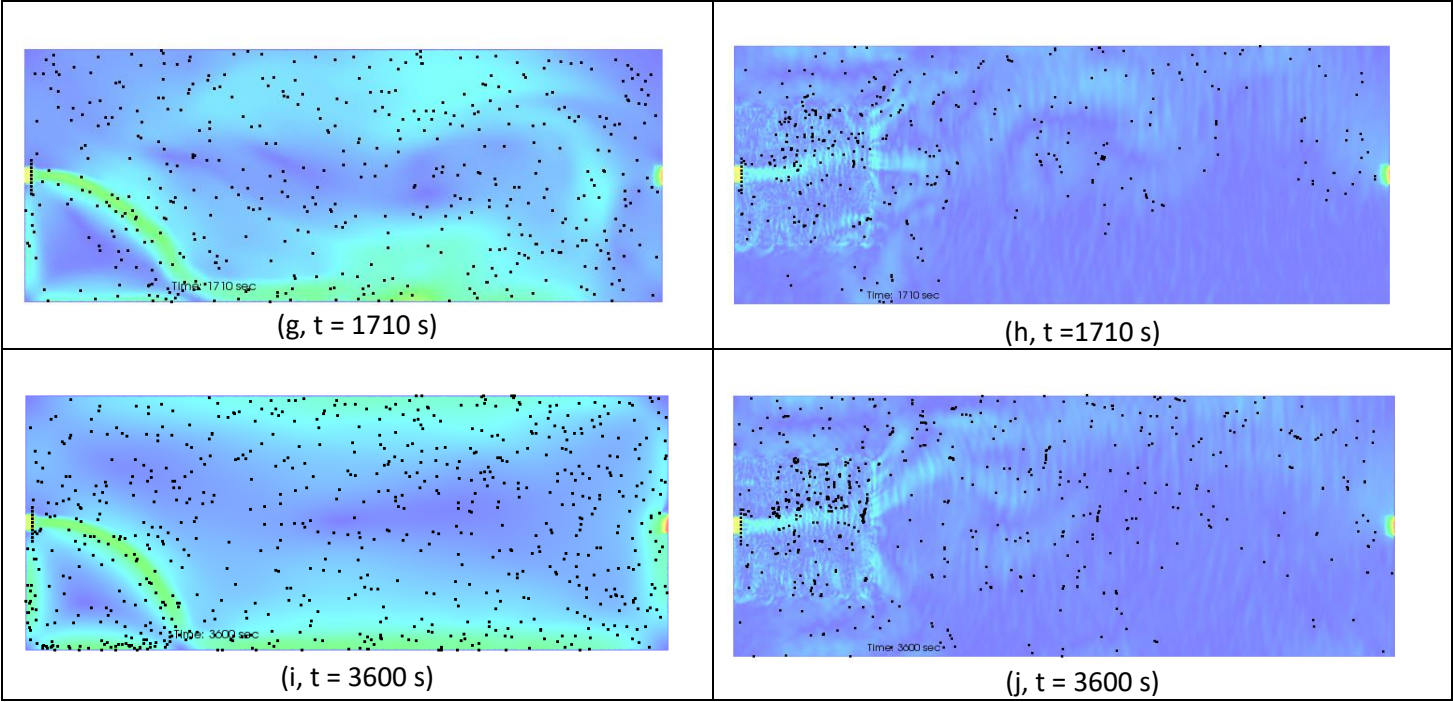 Time: 1710 sec
Time: 1710 sec
(g, t = 1710 s)
(h, t =1710 s)
Time: 3600 sec
Time: 3600 sec
(i, t = 3600 s)
(j, t = 3600 s)